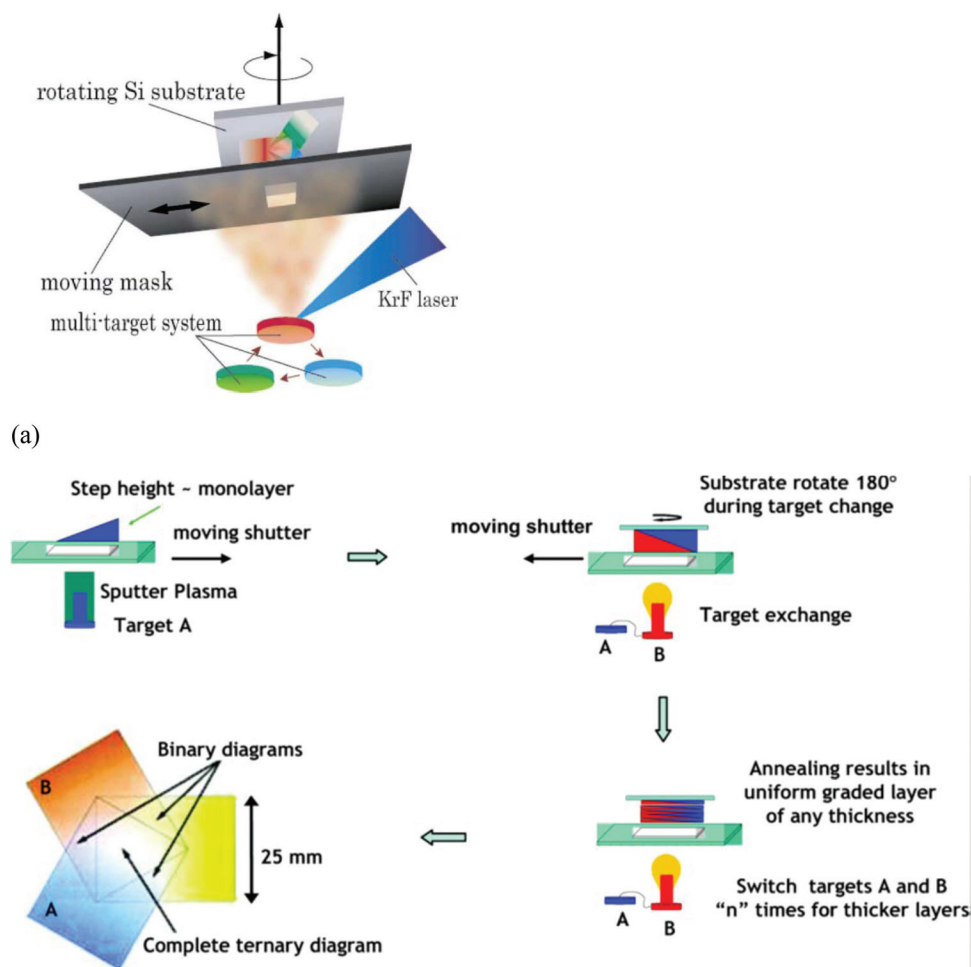 rotating Si substrate
moving mask
KrF laser
multi-target system
(a)
Step height ~ monolayer
moving shutter
Sputter Plasma
Target A
Substrate rotate 180°
during target change
moving shutter
Target exchange
A
B
Binary diagrams
B
25 mm
A
Complete ternary diagram
Annealing results in
uniform graded layer
of any thickness
Switch targets A and B
A
B
“n” times for thicker layers